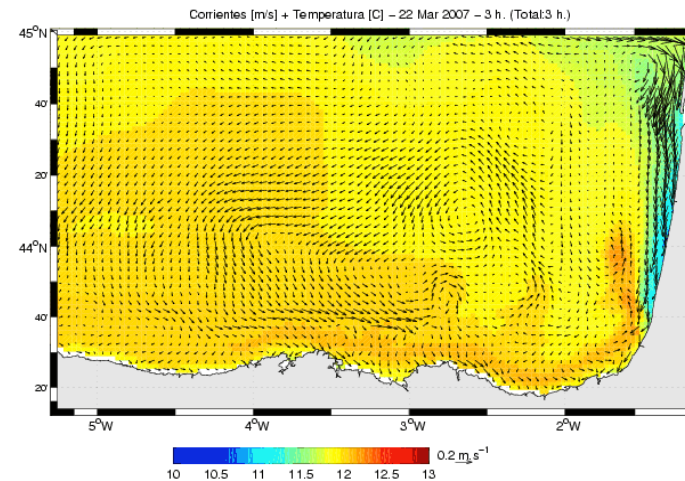 Corrientes [m/s] + Temperatura [C] − 22 Mar 2007 − 3 h. (Total:3 h.)
45°N
40'
20'
44°N
40'
20'
5°W 4°W 3°W 2°W
10 10.5 11 11.5 12 12.5 13
0.2 m s⁻¹